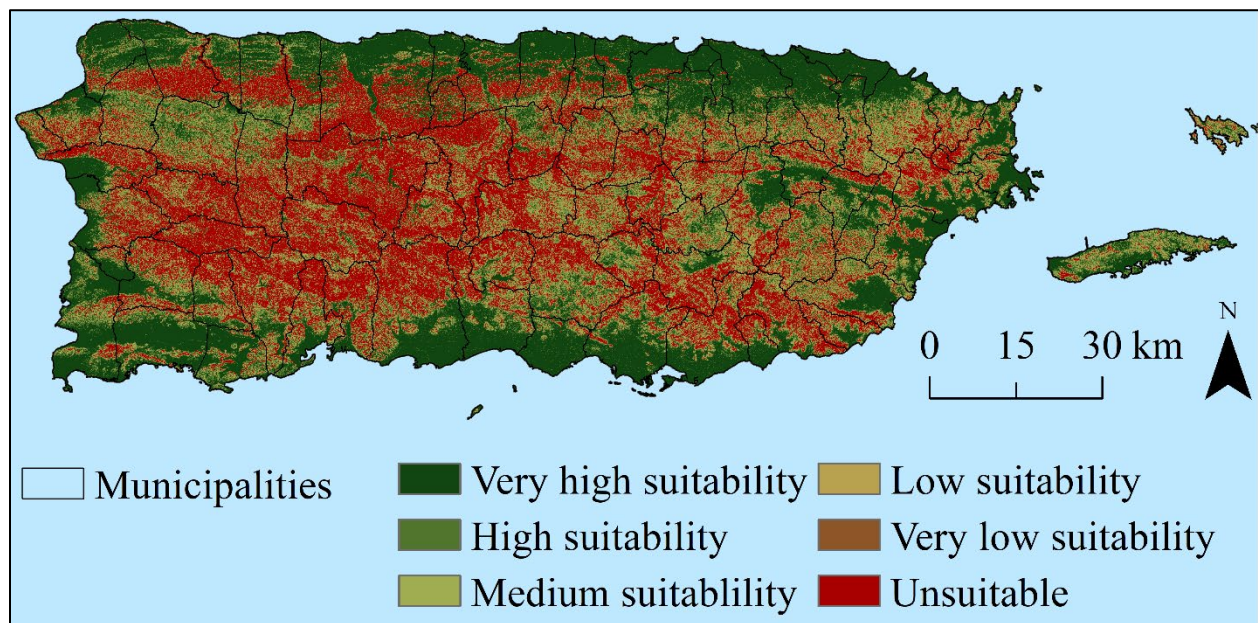 N
0 15 30 km
Municipalities
Very high suitability
High suitability
Medium suitablility
Low suitability
Very low suitability
Unsuitable